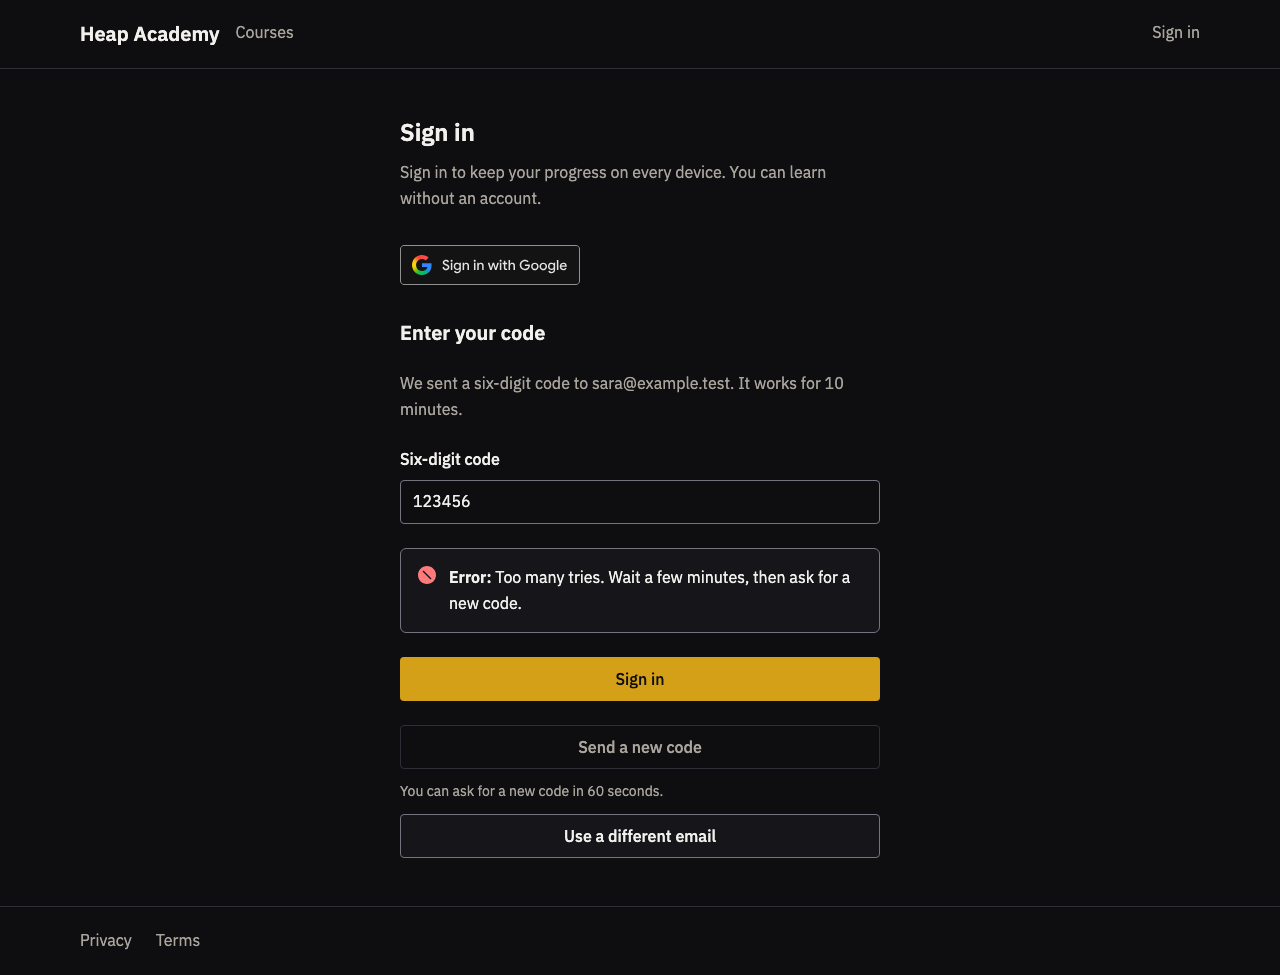 Heap Academy Courses Sign in
Sign in
Sign in to keep your progress on every device. You can learn
without an account.
Sign in with Google
Enter your code
We sent a six-digit code to sara@example.test. It works for 10
minutes.
Six-digit code
123456
Error: Too many tries. Wait a few minutes, then ask for a
new code.
Sign in
Send a new code
You can ask for a new code in 60 seconds.
Use a different email
Privacy Terms